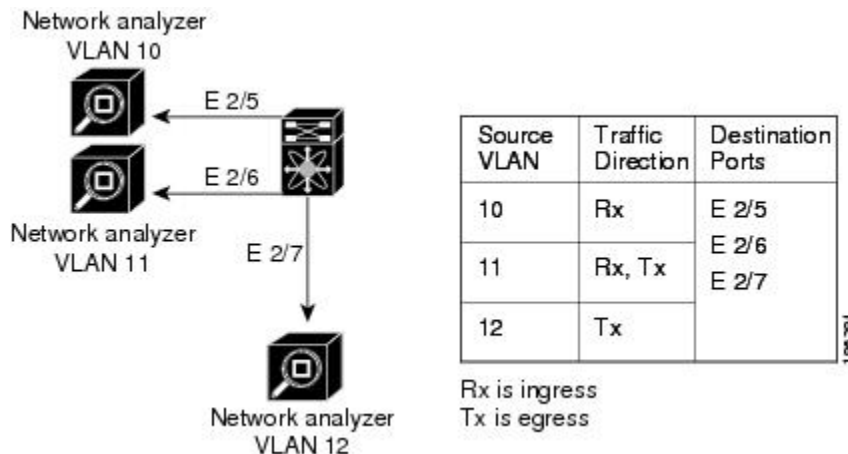 Network analyzer
VLAN 10
E 2/5
E 2/6
Network analyzer
VLAN 11
E 2/7
Network analyzer
VLAN 12
Source VLAN Traffic Direction Destination Ports
10 Rx E 2/5
E 2/6
11 Rx, Tx E 2/7
12 Tx
Rx is ingress
Tx is egress